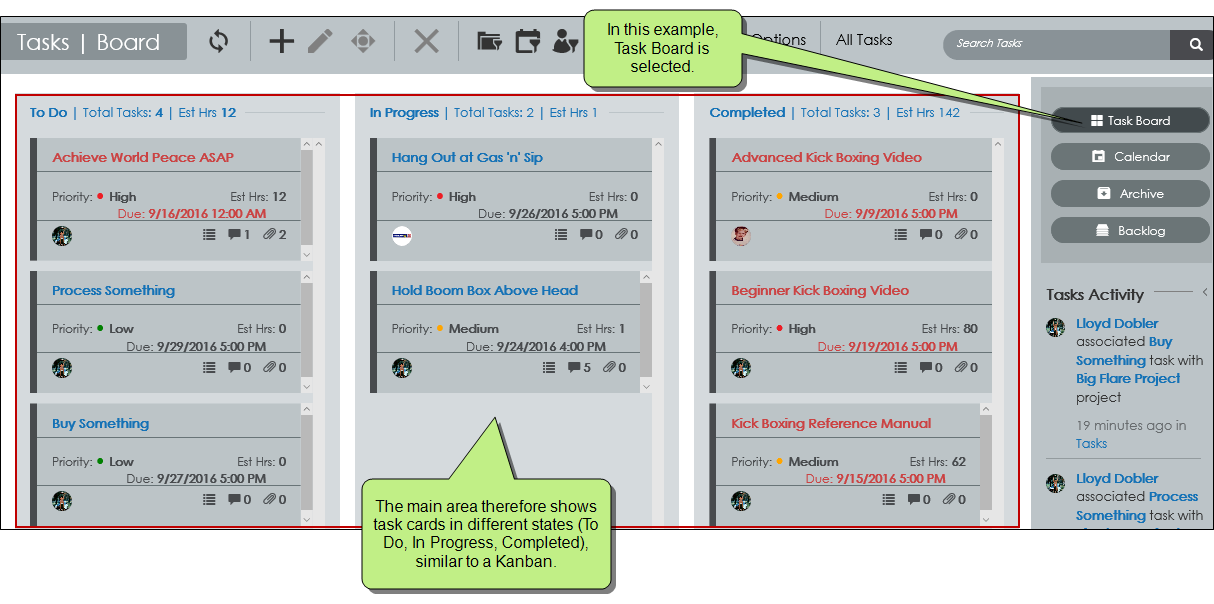 Tasks | Board
In this example,
Task Board is
selected.
Options
All Tasks
Search Tasks
To Do | Total Tasks: 4 | Est Hrs 12
Achieve World Peace ASAP
Priority: High Est Hrs: 12
Due: 9/16/2016 12:00 AM
1 2
Process Something
Priority: Low Est Hrs: 0
Due: 9/29/2016 5:00 PM
0 0
Buy Something
Priority: Low Est Hrs: 0
Due: 9/27/2016 5:00 PM
0 0
In Progress | Total Tasks: 2 | Est Hrs 1
Hang Out at Gas 'n' Sip
Priority: High Est Hrs: 0
Due: 9/26/2016 5:00 PM
0 0
Hold Boom Box Above Head
Priority: Medium Est Hrs: 1
Due: 9/24/2016 4:00 PM
5 0
The main area therefore shows
task cards in different states (To
Do, In Progress, Completed),
similar to a Kanban.
Completed | Total Tasks: 3 | Est Hrs 142
Advanced Kick Boxing Video
Priority: Medium Est Hrs: 0
Due: 9/9/2016 5:00 PM
0 0
Beginner Kick Boxing Video
Priority: High Est Hrs: 80
Due: 9/19/2016 5:00 PM
0 0
Kick Boxing Reference Manual
Priority: Medium Est Hrs: 62
Due: 9/15/2016 5:00 PM
0 0
Task Board
Calendar
Archive
Backlog
Tasks Activity
Lloyd Dobler
associated Buy
Something task with
Big Flare Project
project
19 minutes ago in
Tasks
Lloyd Dobler
associated Process
Something task with